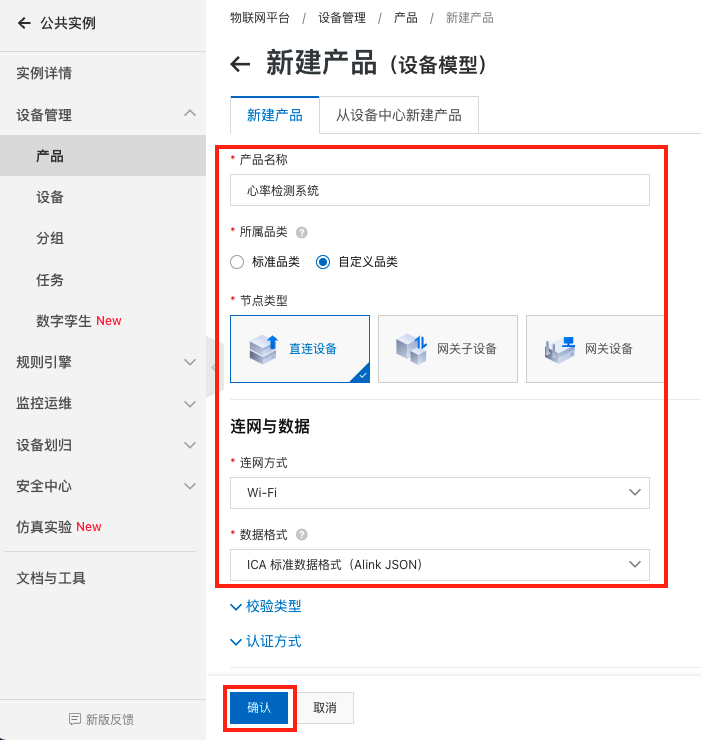 公共实例
实例详情
设备管理
产品
设备
分组
任务
数字孪生 New
规则引擎
监控运维
设备划归
安全中心
仿真实验 New
文档与工具
新版反馈
物联网平台 / 设备管理 / 产品 / 新建产品
新建产品（设备模型）
新建产品 从设备中心新建产品
* 产品名称
心率检测系统
* 所属品类 ?
标准品类 自定义品类
* 节点类型
直连设备 网关子设备 网关设备
连网与数据
* 连网方式
Wi-Fi
* 数据格式 ?
ICA 标准数据格式（Alink JSON）
校验类型
认证方式
确认 取消